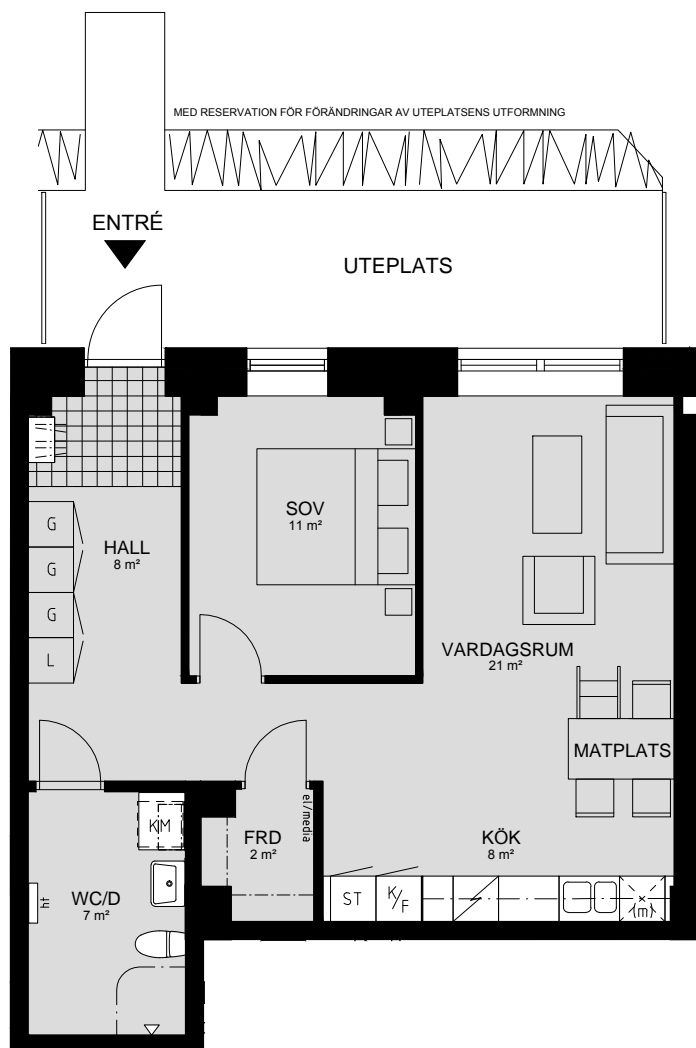 MED RESERVATION FÖR FÖRÄNDRINGAR AV UTEPLATSENS UTFORMNING
ENTRÉ
UTEPLATS
G
G
G
L
HALL
8 m²
SOV
11 m²
VARDAGSRUM
21 m²
MATPLATS
KM
WC/D
7 m²
ht
FRD
2 m²
el/media
KÖK
8 m²
ST
K/F
(m)